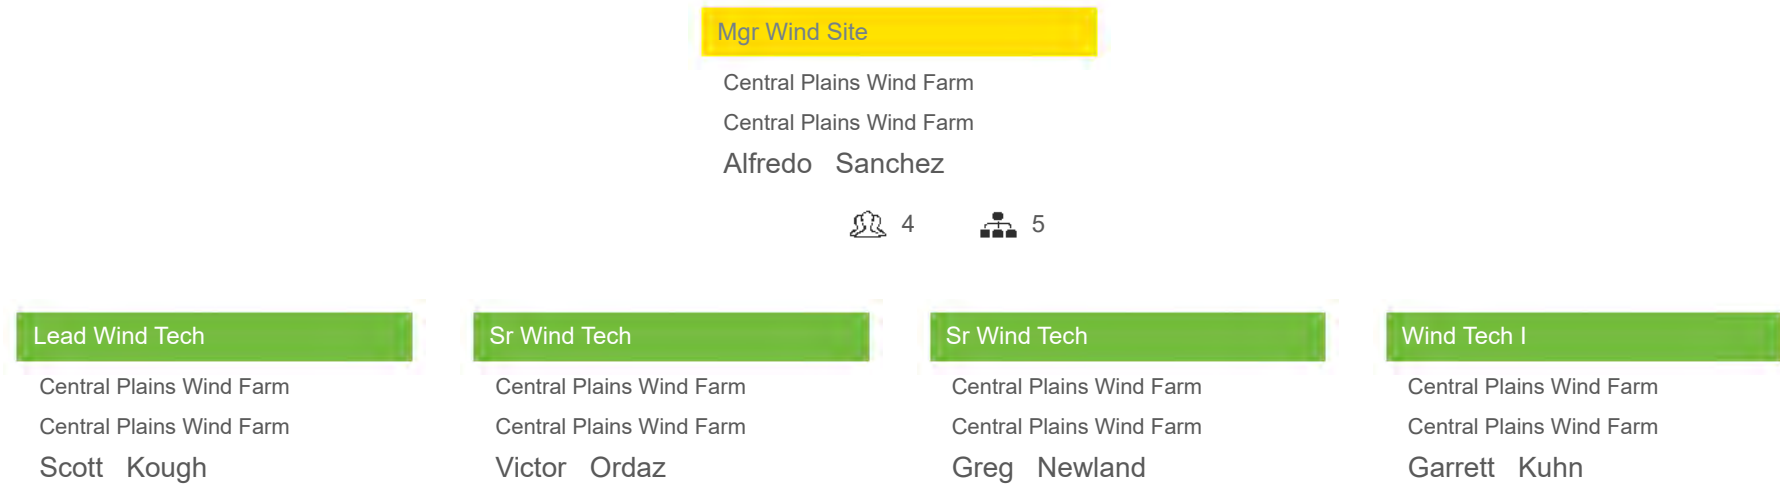 Mgr Wind Site
Central Plains Wind Farm
Central Plains Wind Farm
Alfredo Sanchez
4 5
Lead Wind Tech
Central Plains Wind Farm
Central Plains Wind Farm
Scott Kough
Sr Wind Tech
Central Plains Wind Farm
Central Plains Wind Farm
Victor Ordaz
Sr Wind Tech
Central Plains Wind Farm
Central Plains Wind Farm
Greg Newland
Wind Tech I
Central Plains Wind Farm
Central Plains Wind Farm
Garrett Kuhn